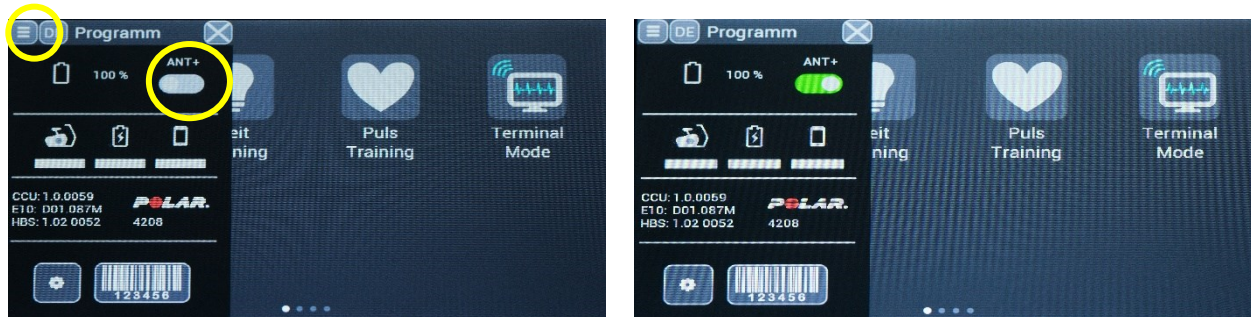 DE Programm
100 %
ANT+
Puls
Training
Terminal
Mode
CCU: 1.0.0059
E10: D01.087M
HBS: 1.02 0052
POLAR.
4208
123456
DE Programm
100 %
ANT+
Puls
Training
Terminal
Mode
CCU: 1.0.0059
E10: D01.087M
HBS: 1.02 0052
POLAR.
4208
123456